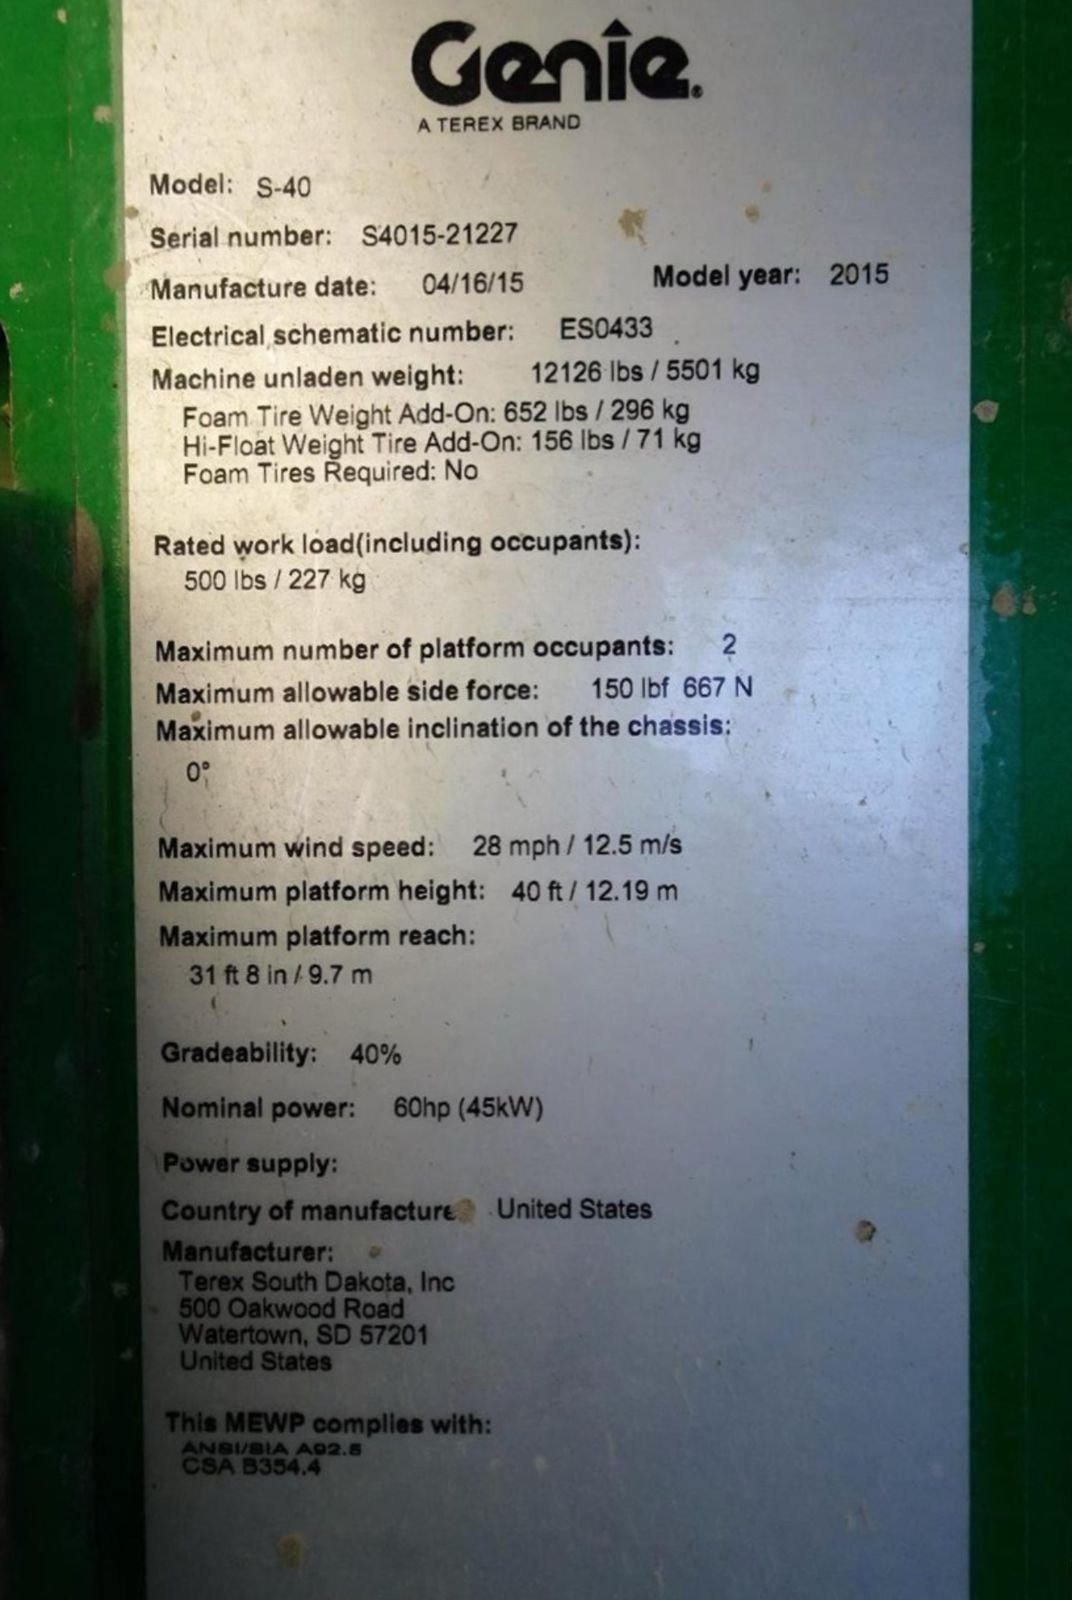 Genie®
A TEREX BRAND
Model: S-40
Serial number: S4015-21227
Manufacture date: 04/16/15 Model year: 2015
Electrical schematic number: ES0433
Machine unladen weight: 12126 lbs / 5501 kg
Foam Tire Weight Add-On: 652 lbs / 296 kg
Hi-Float Weight Tire Add-On: 156 lbs / 71 kg
Foam Tires Required: No
Rated work load(including occupants):
500 lbs / 227 kg
Maximum number of platform occupants: 2
Maximum allowable side force: 150 lbf 667 N
Maximum allowable inclination of the chassis:
0°
Maximum wind speed: 28 mph / 12.5 m/s
Maximum platform height: 40 ft / 12.19 m
Maximum platform reach:
31 ft 8 in / 9.7 m
Gradeability: 40%
Nominal power: 60hp (45kW)
Power supply:
Country of manufacture United States
Manufacturer:
Terex South Dakota, Inc
500 Oakwood Road
Watertown, SD 57201
United States
This MEWP complies with:
ANSI/SIA A92.5
CSA B354.4